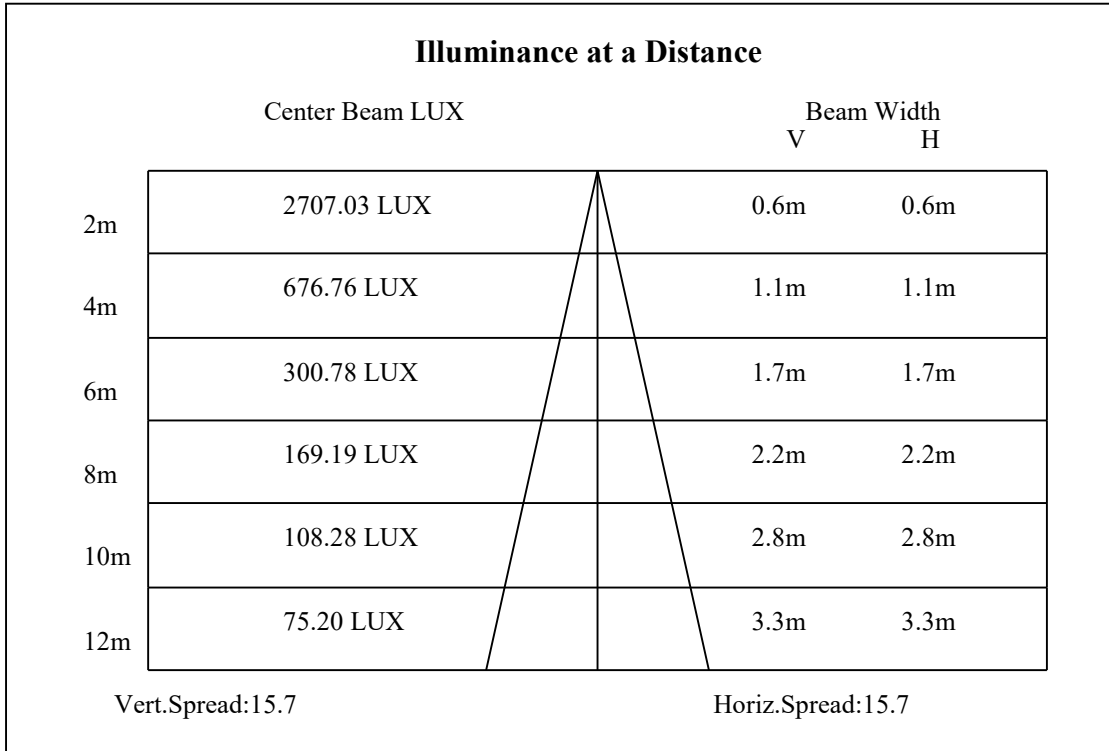 Illuminance at a Distance
Center Beam LUX Beam Width
V H
2m 2707.03 LUX 0.6m 0.6m
4m 676.76 LUX 1.1m 1.1m
6m 300.78 LUX 1.7m 1.7m
8m 169.19 LUX 2.2m 2.2m
10m 108.28 LUX 2.8m 2.8m
12m 75.20 LUX 3.3m 3.3m
Vert.Spread:15.7 Horiz.Spread:15.7